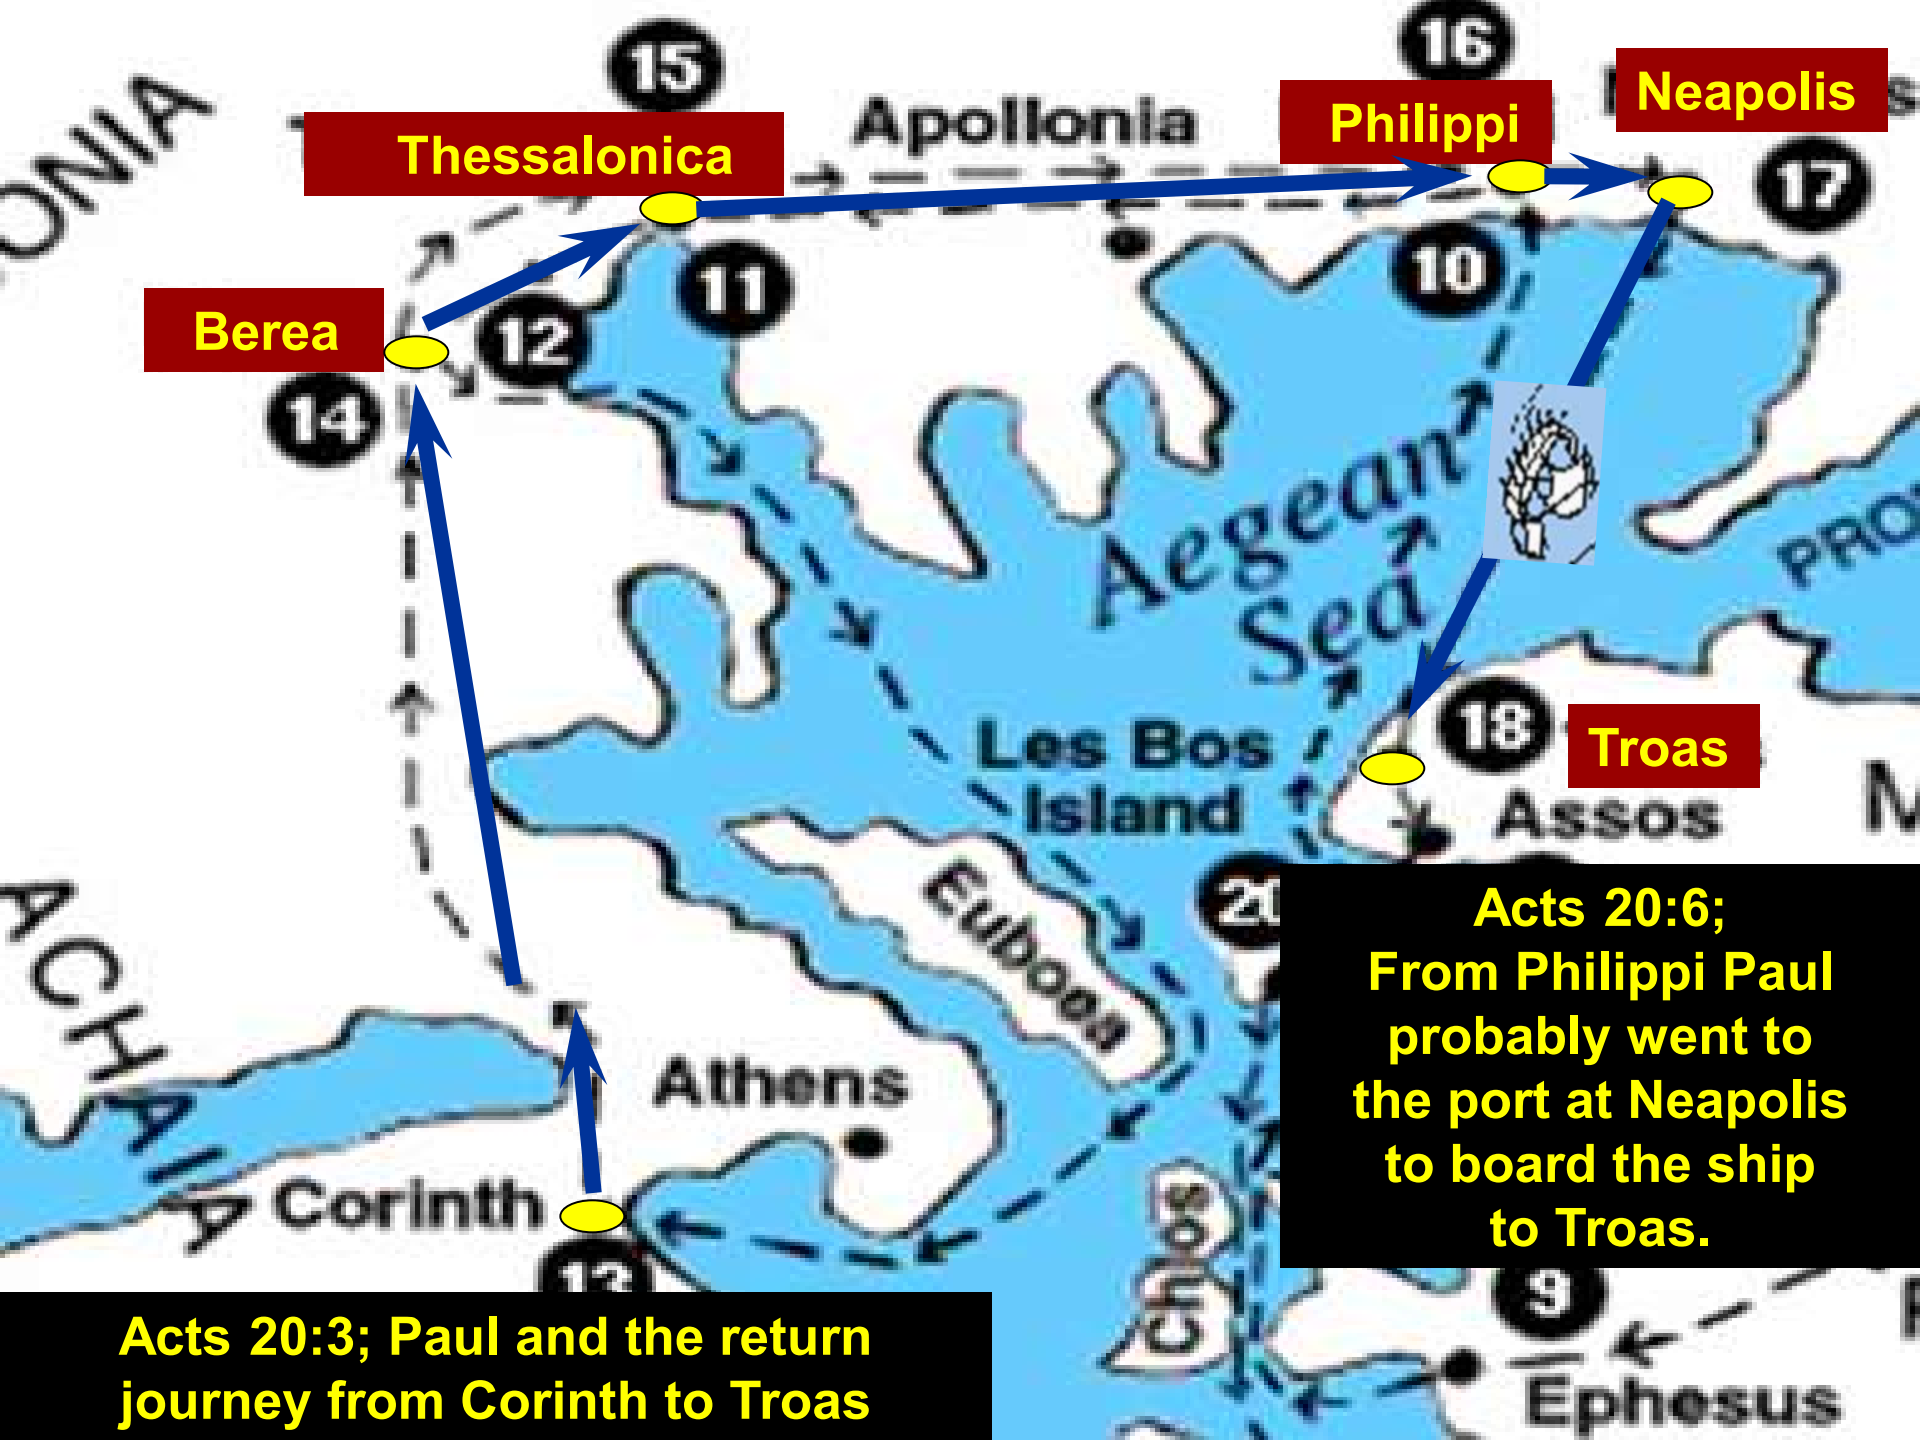 15
16
Neapolis
Apollonia
Philippi
Thessalonica
17
10
11
Berea
12
14
Aegean
Sea
Les Bos
Island
18
Troas
Assos
Euboea
20
Acts 20:6;
From Philippi Paul
probably went to
the port at Neapolis
to board the ship
to Troas.
ACHAIA
Athens
Corinth
Chios
13
9
Ephesus
Acts 20:3; Paul and the return
journey from Corinth to Troas